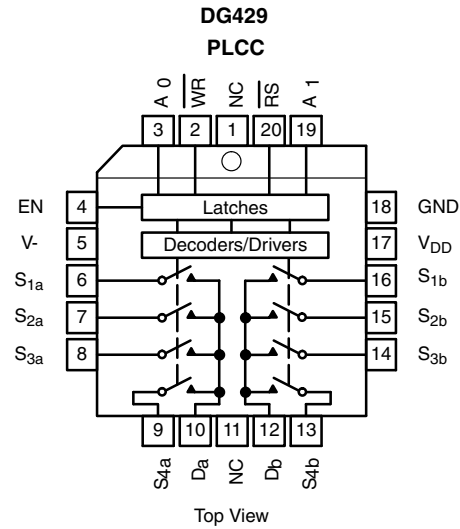 DG429
PLCC
A 0
W̅R̅
NC
R̅S̅
A 1
3 2 1 20 19
EN 4 Latches 18 GND
V- 5 Decoders/Drivers 17 VDD
S1a 6 16 S1b
S2a 7 15 S2b
S3a 8 14 S3b
9 10 11 12 13
S4a
Da
NC
Db
S4b
Top View